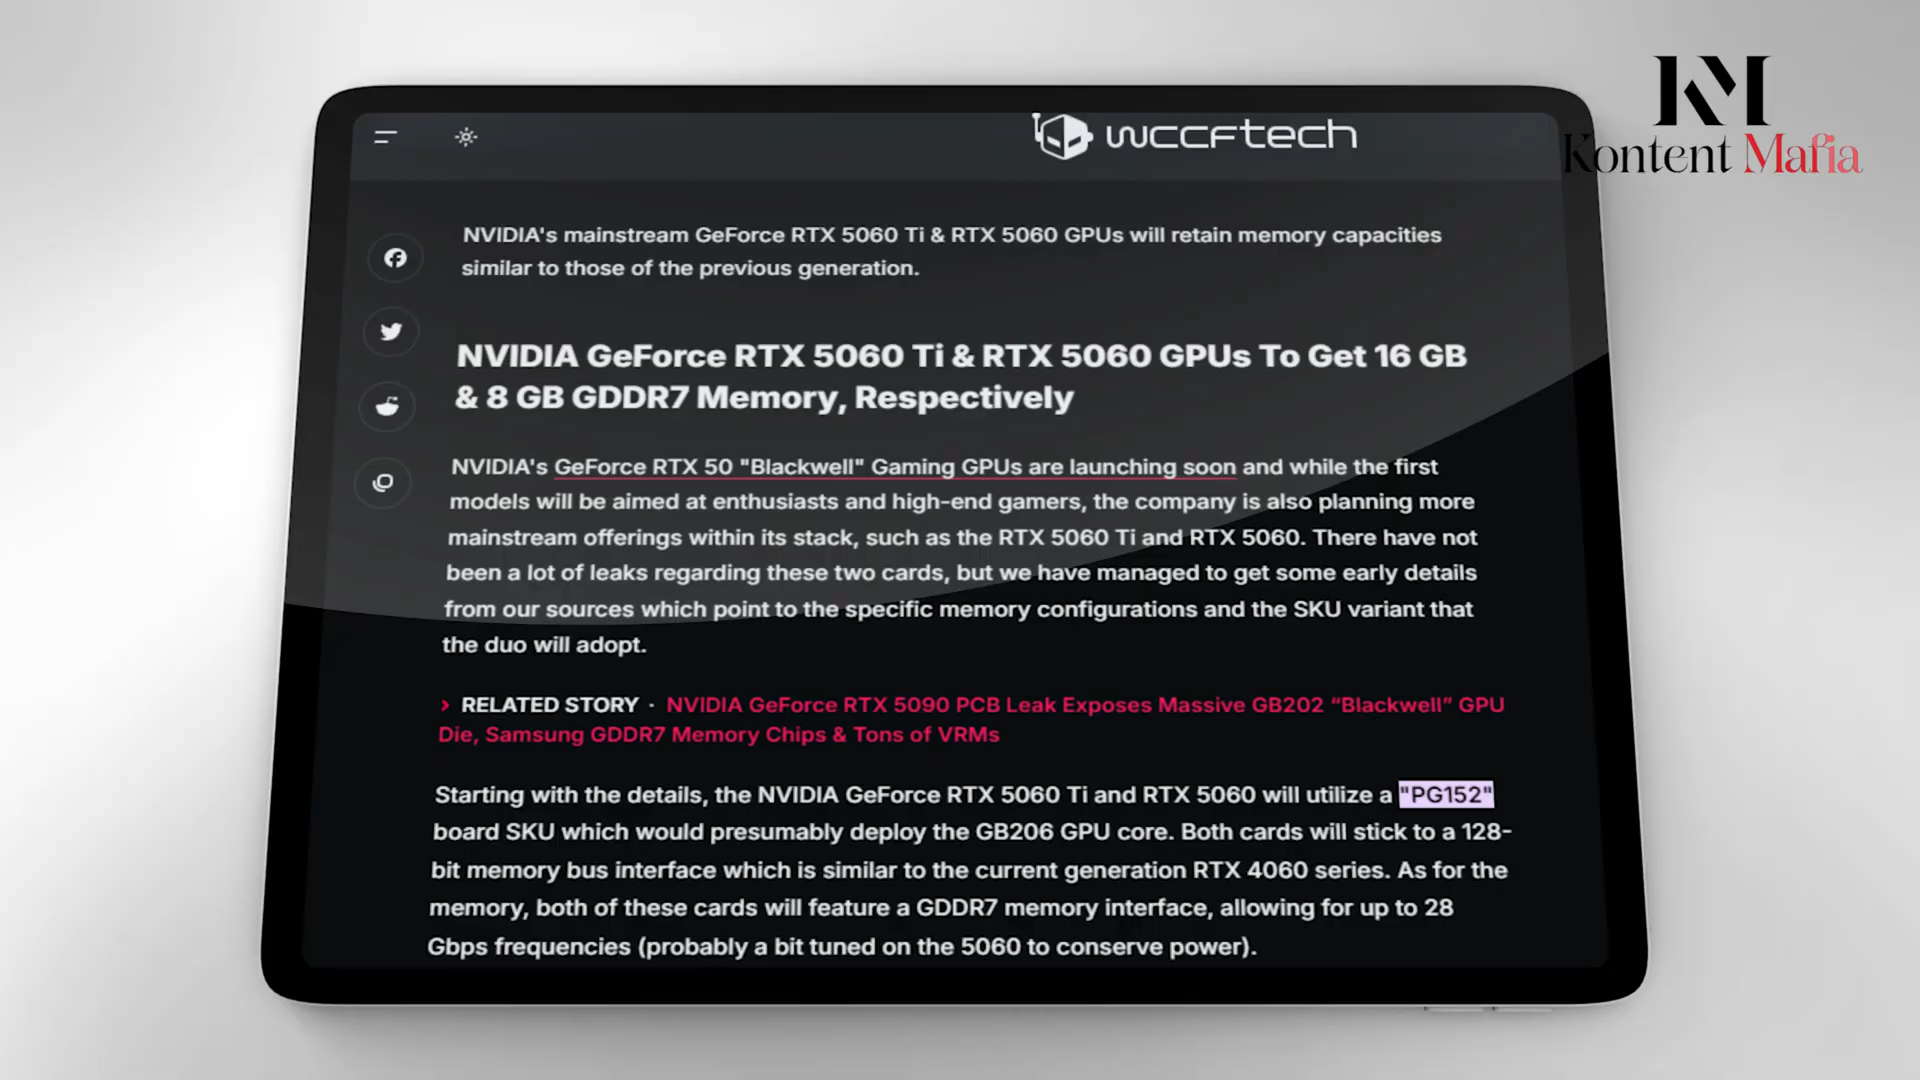 KM
Kontent Mafia
wccftech
NVIDIA's mainstream GeForce RTX 5060 Ti & RTX 5060 GPUs will retain memory capacities
similar to those of the previous generation.
NVIDIA GeForce RTX 5060 Ti & RTX 5060 GPUs To Get 16 GB
& 8 GB GDDR7 Memory, Respectively
NVIDIA's GeForce RTX 50 "Blackwell" Gaming GPUs are launching soon and while the first
models will be aimed at enthusiasts and high-end gamers, the company is also planning more
mainstream offerings within its stack, such as the RTX 5060 Ti and RTX 5060. There have not
been a lot of leaks regarding these two cards, but we have managed to get some early details
from our sources which point to the specific memory configurations and the SKU variant that
the duo will adopt.
› RELATED STORY · NVIDIA GeForce RTX 5090 PCB Leak Exposes Massive GB202 “Blackwell” GPU
Die, Samsung GDDR7 Memory Chips & Tons of VRMs
Starting with the details, the NVIDIA GeForce RTX 5060 Ti and RTX 5060 will utilize a "PG152"
board SKU which would presumably deploy the GB206 GPU core. Both cards will stick to a 128-
bit memory bus interface which is similar to the current generation RTX 4060 series. As for the
memory, both of these cards will feature a GDDR7 memory interface, allowing for up to 28
Gbps frequencies (probably a bit tuned on the 5060 to conserve power).